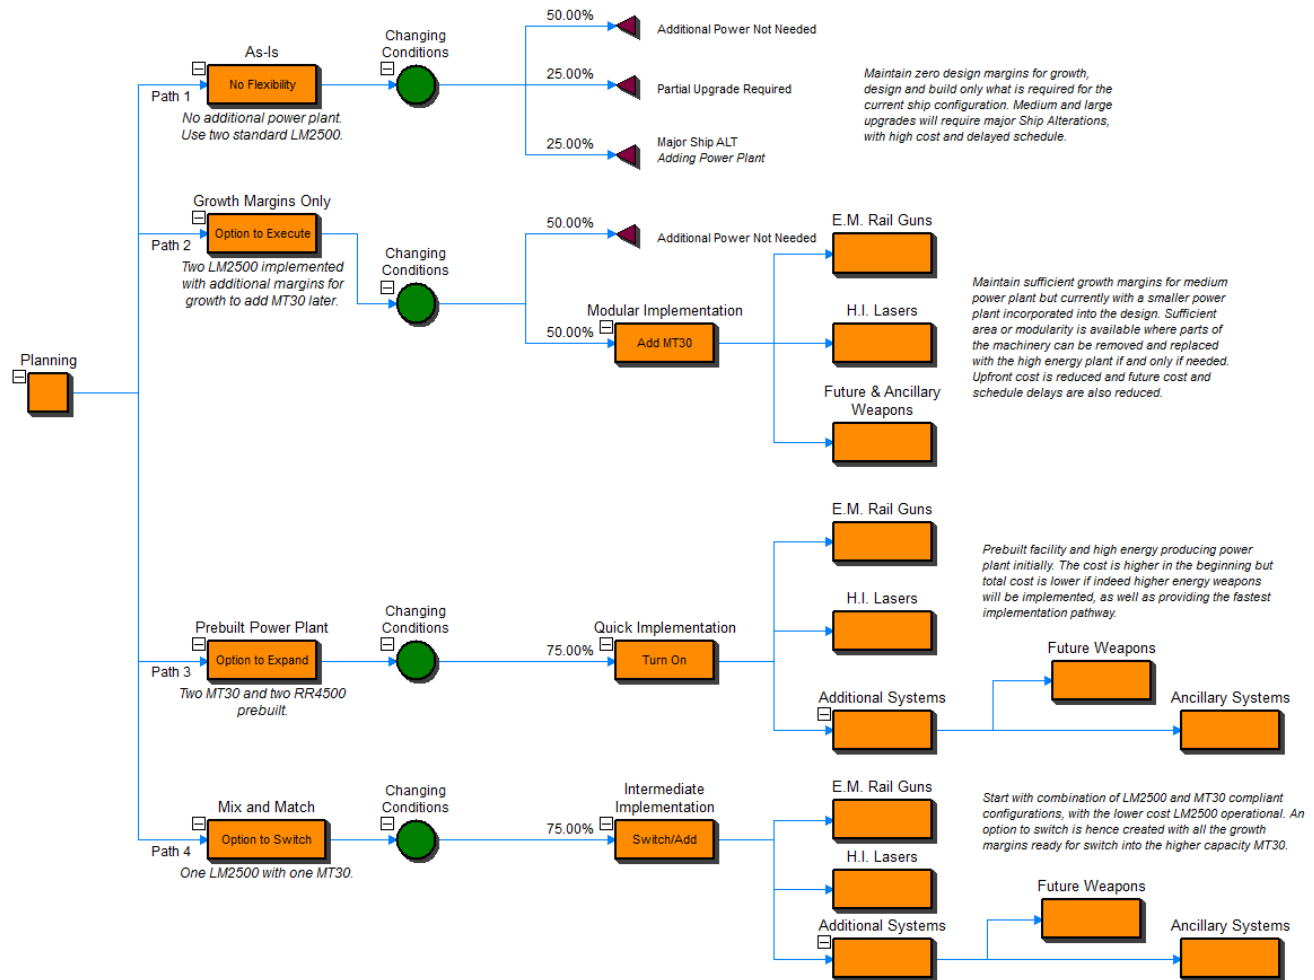 Planning
Path 1
As-Is
No Flexibility
No additional power plant.
Use two standard LM2500.
Changing
Conditions
50.00%
Additional Power Not Needed
25.00%
Partial Upgrade Required
25.00%
Major Ship ALT
Adding Power Plant
Maintain zero design margins for growth,
design and build only what is required for the
current ship configuration. Medium and large
upgrades will require major Ship Alterations,
with high cost and delayed schedule.
Path 2
Growth Margins Only
Option to Execute
Two LM2500 implemented
with additional margins for
growth to add MT30 later.
Changing
Conditions
50.00%
Additional Power Not Needed
50.00%
Modular Implementation
Add MT30
E.M. Rail Guns
H.I. Lasers
Future & Ancillary
Weapons
Maintain sufficient growth margins for medium
power plant but currently with a smaller power
plant incorporated into the design. Sufficient
area or modularity is available where parts of
the machinery can be removed and replaced
with the high energy plant if and only if needed.
Upfront cost is reduced and future cost and
schedule delays are also reduced.
Path 3
Prebuilt Power Plant
Option to Expand
Two MT30 and two RR4500
prebuilt.
Changing
Conditions
75.00%
Quick Implementation
Turn On
E.M. Rail Guns
H.I. Lasers
Additional Systems
Future Weapons
Ancillary Systems
Prebuilt facility and high energy producing power
plant initially. The cost is higher in the beginning but
total cost is lower if indeed higher energy weapons
will be implemented, as well as providing the fastest
implementation pathway.
Path 4
Mix and Match
Option to Switch
One LM2500 with one MT30.
Changing
Conditions
75.00%
Intermediate
Implementation
Switch/Add
E.M. Rail Guns
H.I. Lasers
Additional Systems
Future Weapons
Ancillary Systems
Start with combination of LM2500 and MT30 compliant
configurations, with the lower cost LM2500 operational. An
option to switch is hence created with all the growth
margins ready for switch into the higher capacity MT30.